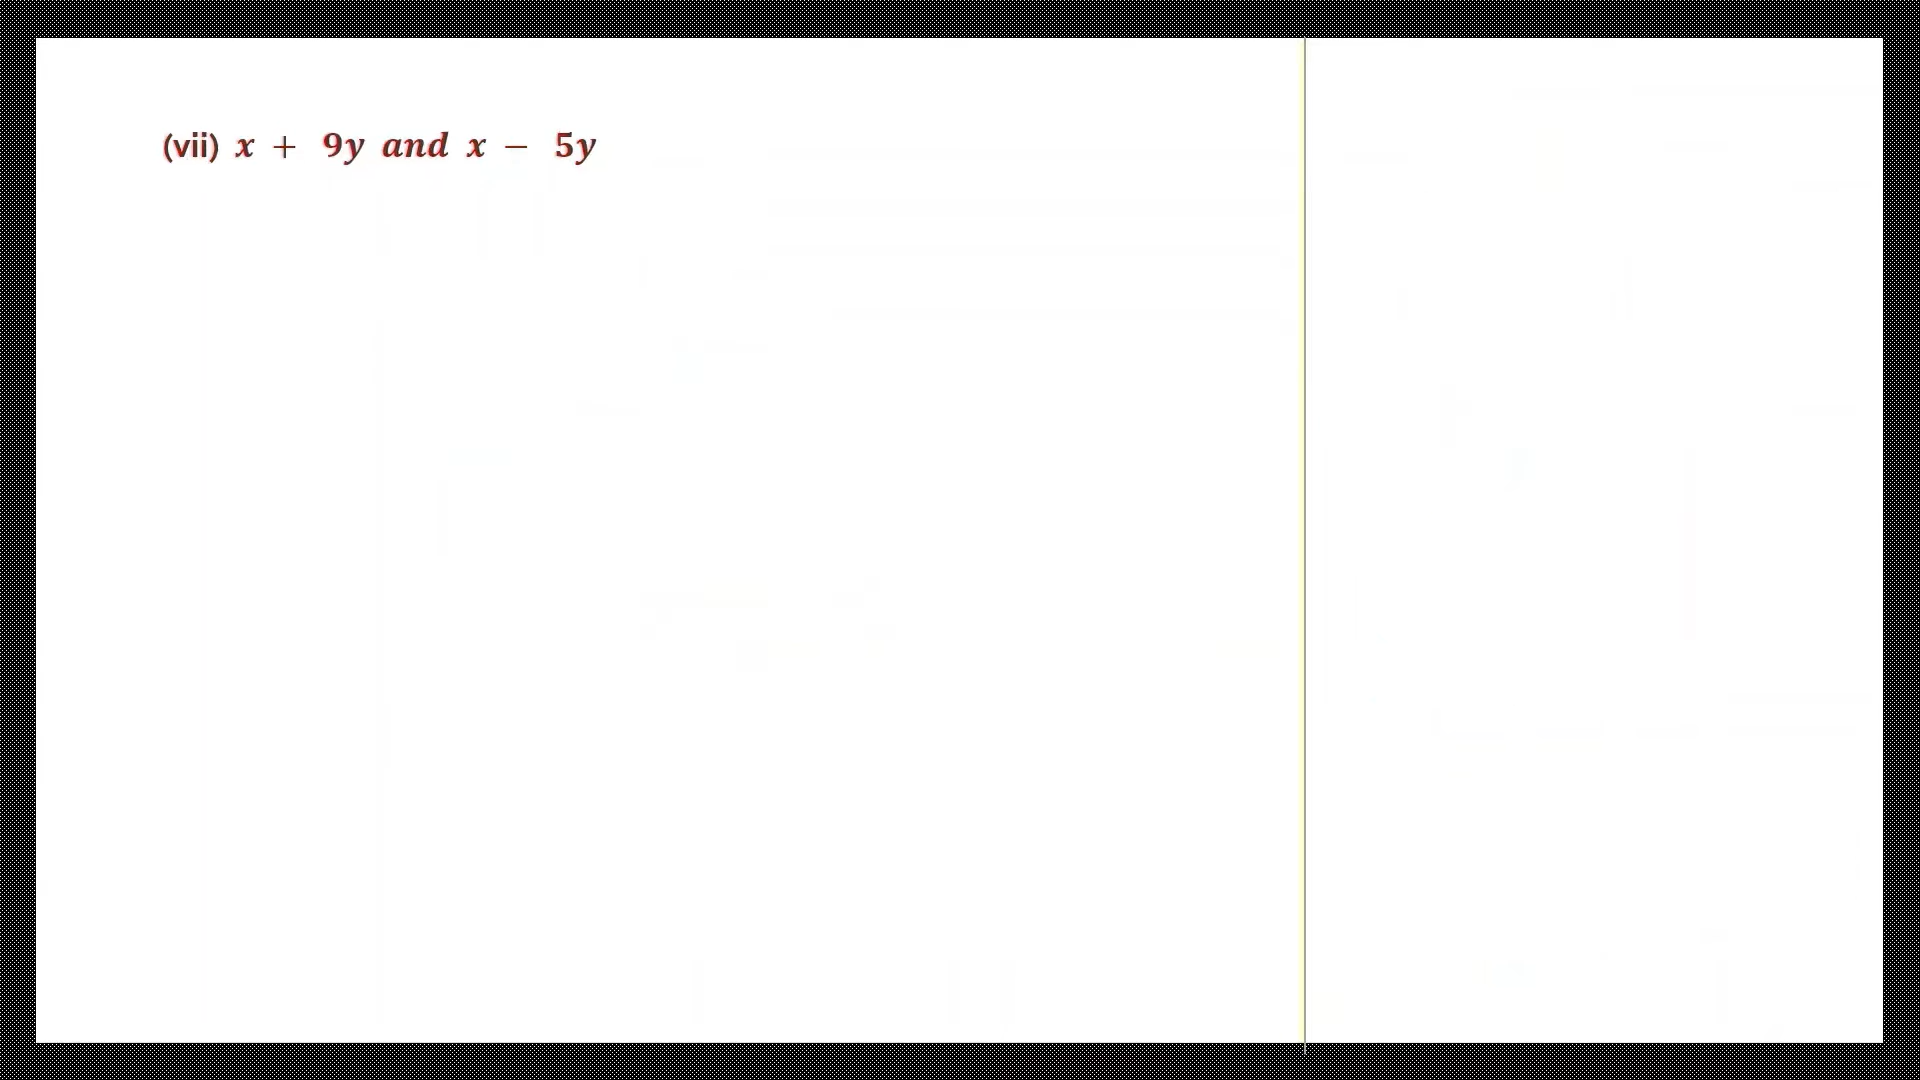 (vii) x + 9y and x − 5y